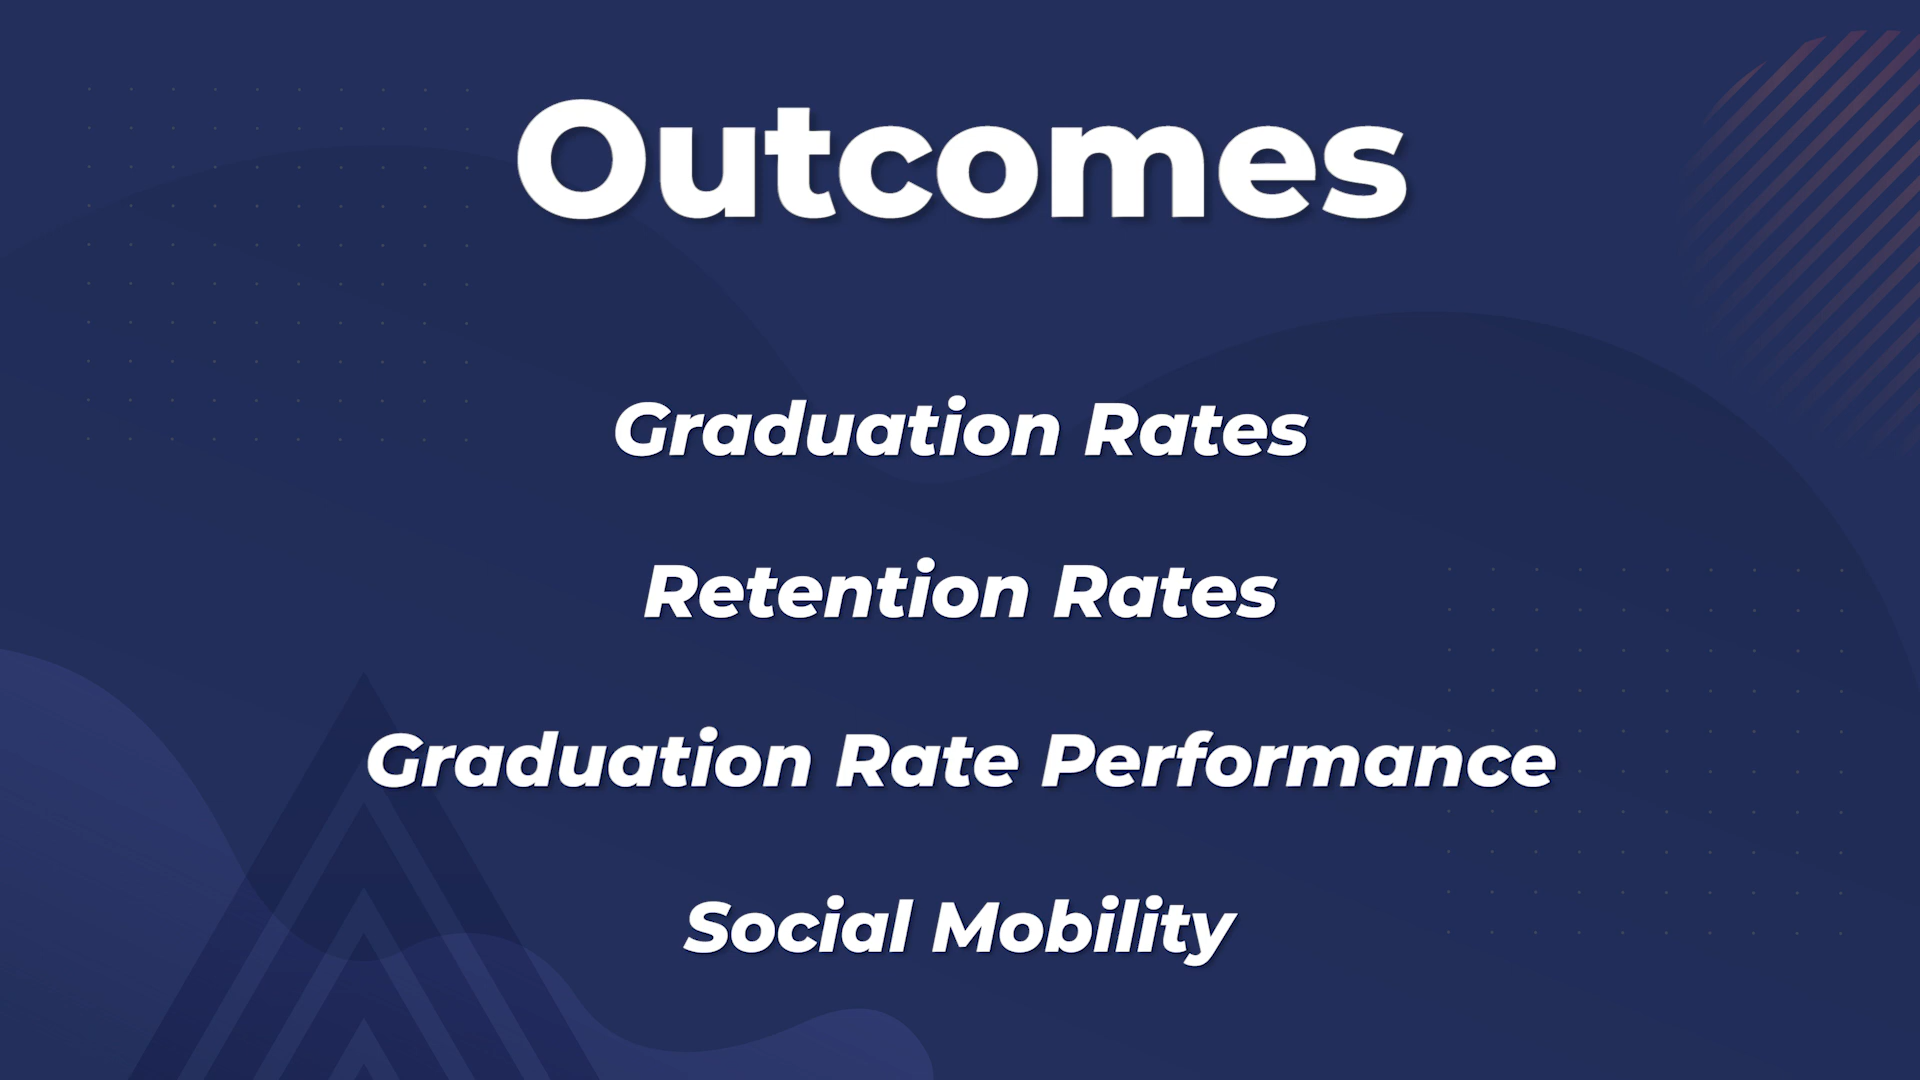 Outcomes
Graduation Rates
Retention Rates
Graduation Rate Performance
Social Mobility